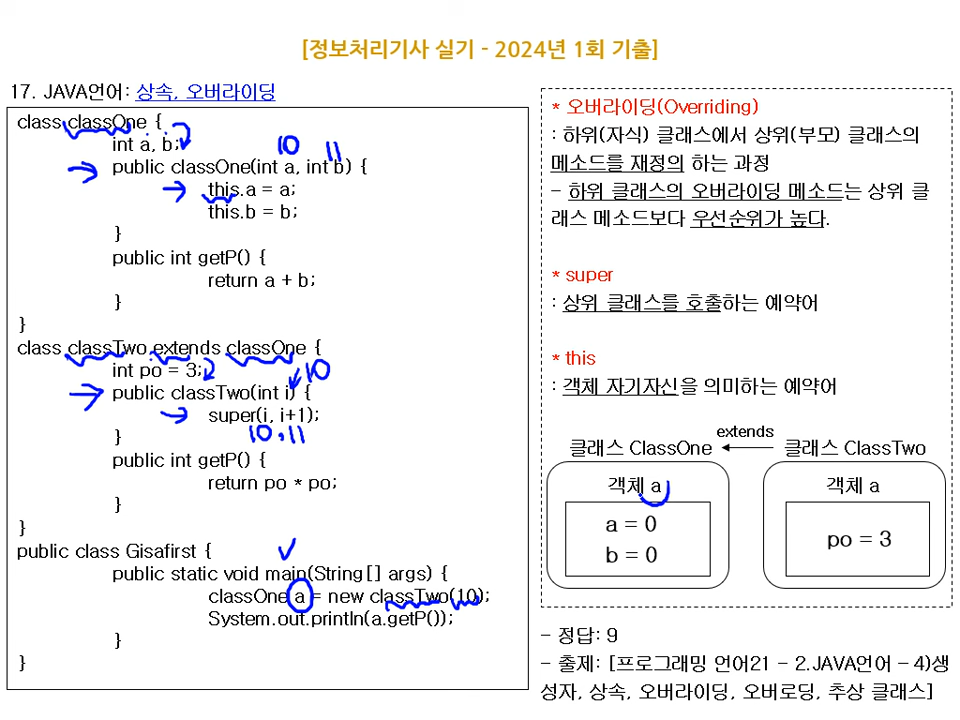 [정보처리기사 실기 - 2024년 1회 기출]
17. JAVA언어: 상속, 오버라이딩
class classOne {
int a, b;
10 11
public classOne(int a, int b) {
this.a = a;
this.b = b;
}
public int getP() {
return a + b;
}
}
class classTwo extends classOne {
int po = 3;
10
public classTwo(int i) {
super(i, i+1);
10, 11
}
public int getP() {
return po * po;
}
}
public class Gisafirst {
public static void main(String[] args) {
classOne a = new classTwo(10);
System.out.println(a.getP());
}
}
* 오버라이딩(Overriding)
: 하위(자식) 클래스에서 상위(부모) 클래스의
메소드를 재정의 하는 과정
- 하위 클래스의 오버라이딩 메소드는 상위 클
래스 메소드보다 우선순위가 높다.
* super
: 상위 클래스를 호출하는 예약어
* this
: 객체 자기자신을 의미하는 예약어
extends
클래스 ClassOne 클래스 ClassTwo
객체 a 객체 a
a = 0
b = 0
po = 3
- 정답: 9
- 출제: [프로그래밍 언어21 - 2.JAVA언어 - 4)생
성자, 상속, 오버라이딩, 오버로딩, 추상 클래스]